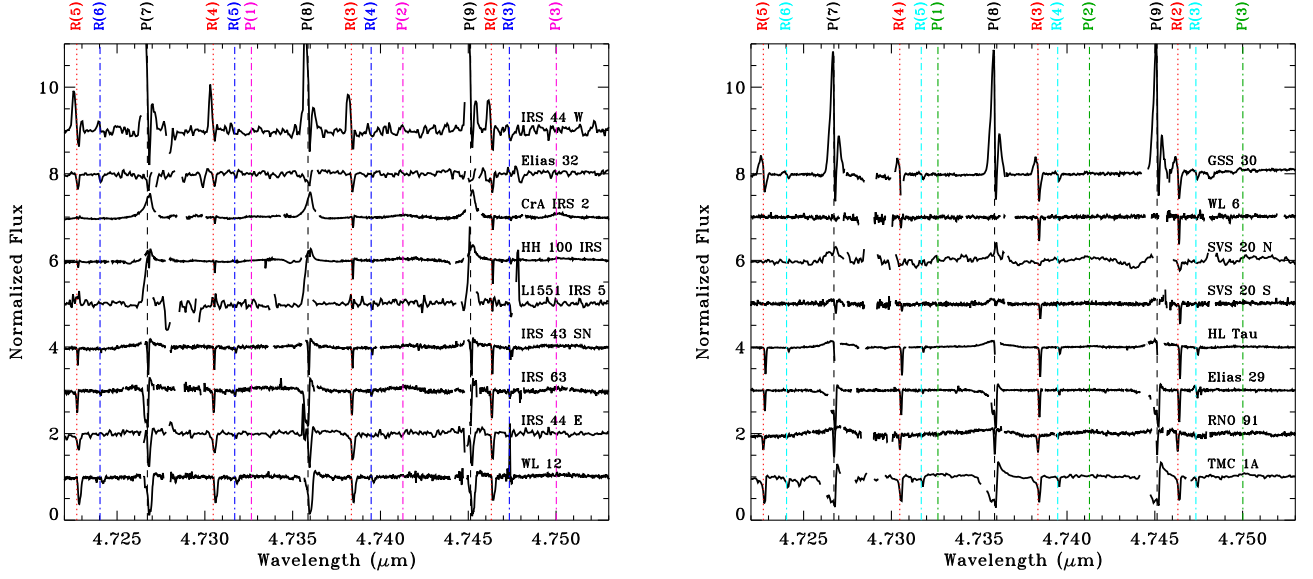 R(5) R(6) P(7) R(4) R(5) P(1) P(8) R(3) R(4) P(2) P(9) R(2) R(3) P(3)
10
8
6
4
2
0
Normalized Flux
IRS 44 W
Elias 32
CrA IRS 2
HH 100 IRS
L1551 IRS 5
IRS 43 SN
IRS 63
IRS 44 E
WL 12
4.725 4.730 4.735 4.740 4.745 4.750
Wavelength (μm)
R(5) R(6) P(7) R(4) R(5) P(1) P(8) R(3) R(4) P(2) P(9) R(2) R(3) P(3)
10
8
6
4
2
0
Normalized Flux
GSS 30
WL 6
SVS 20 N
SVS 20 S
HL Tau
Elias 29
RNO 91
TMC 1A
4.725 4.730 4.735 4.740 4.745 4.750
Wavelength (μm)